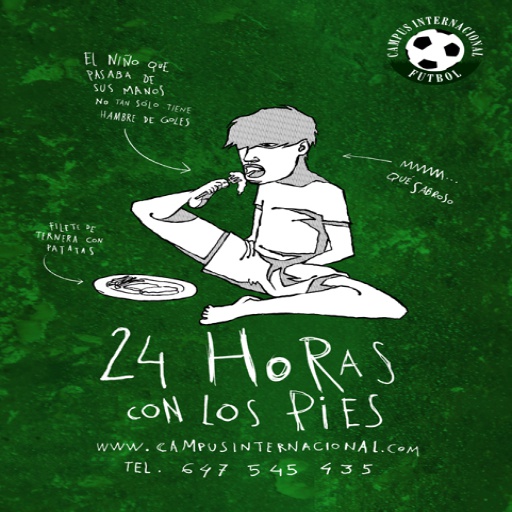 CAMPUS INTERNACIONAL
FUTBOL
EL NIÑO QUE
PASABA DE
SUS MANOS
NO TAN SÓLO TIENE
HAMBRE DE GOLES
MMMM...
QUE SABROSO
FILETE DE
TERNERA CON
PATATAS
24 HORAS
CON LOS PIES
WWW.CAMPUSINTERNACIONAL.COM
TEL. 647 545 435